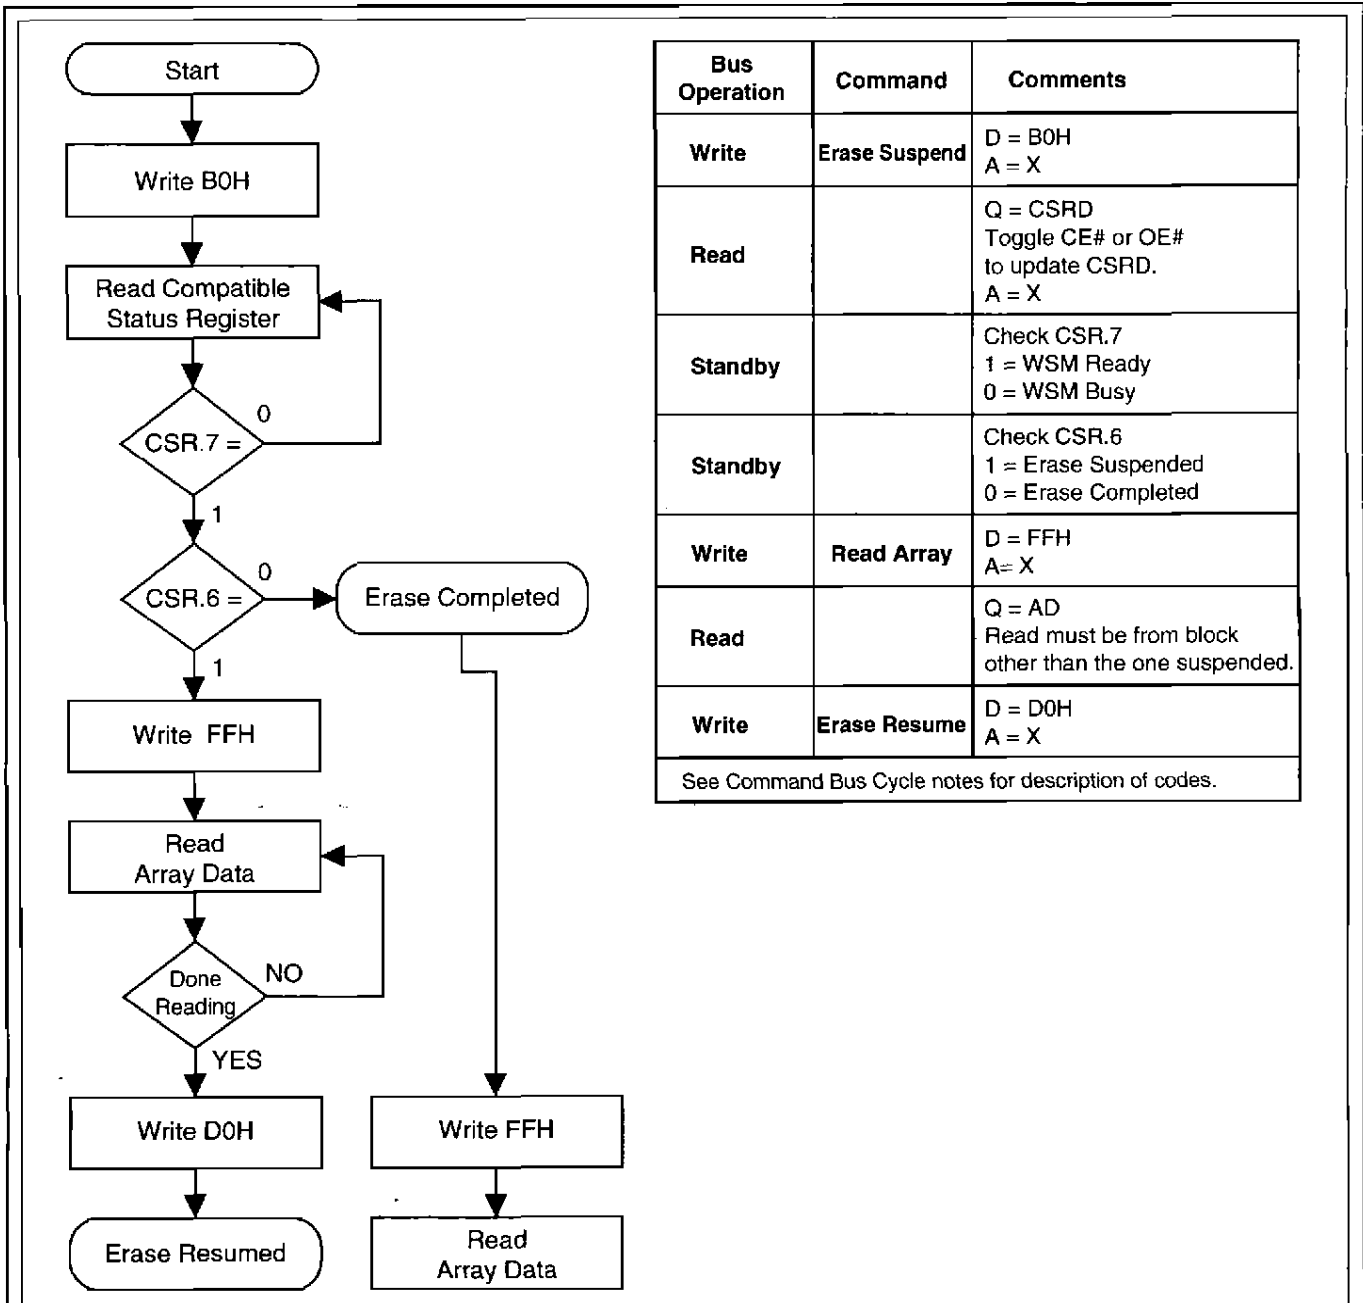 Start
Write B0H
Read Compatible
Status Register
CSR.7 =
0
1
CSR.6 =
0
Erase Completed
1
Write FFH
Read
Array Data
Done
Reading
NO
YES
Write D0H
Write FFH
Erase Resumed
Read
Array Data
Bus
Operation
Command
Comments
Write
Erase Suspend
D = B0H
A = X
Read
Q = CSRD
Toggle CE# or OE#
to update CSRD.
A = X
Standby
Check CSR.7
1 = WSM Ready
0 = WSM Busy
Standby
Check CSR.6
1 = Erase Suspended
0 = Erase Completed
Write
Read Array
D = FFH
A= X
Read
Q = AD
Read must be from block
other than the one suspended.
Write
Erase Resume
D = D0H
A = X
See Command Bus Cycle notes for description of codes.